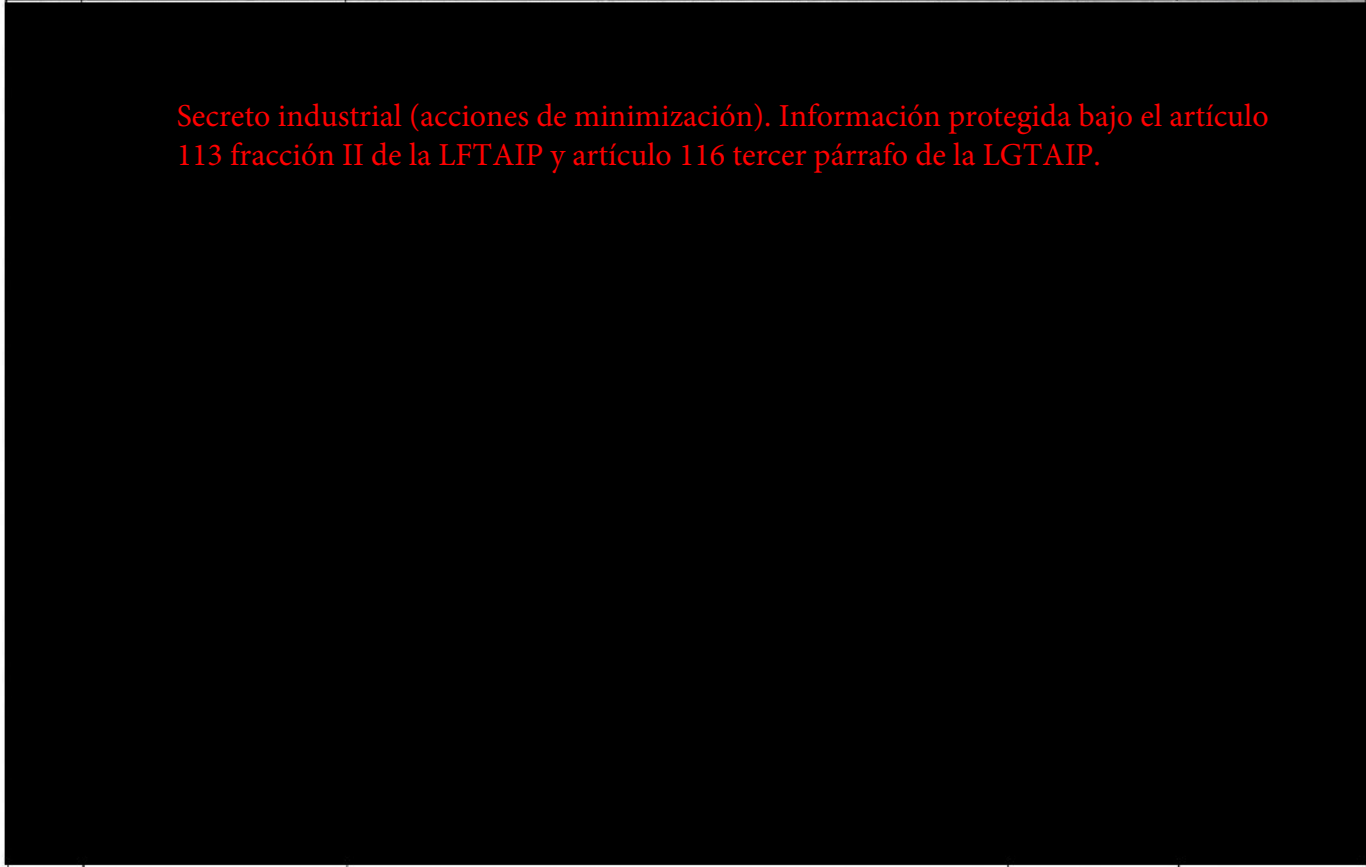 Secreto industrial (acciones de minimización). Información protegida bajo el artículo
113 fracción II de la LFTAIP y artículo 116 tercer párrafo de la LGTAIP.